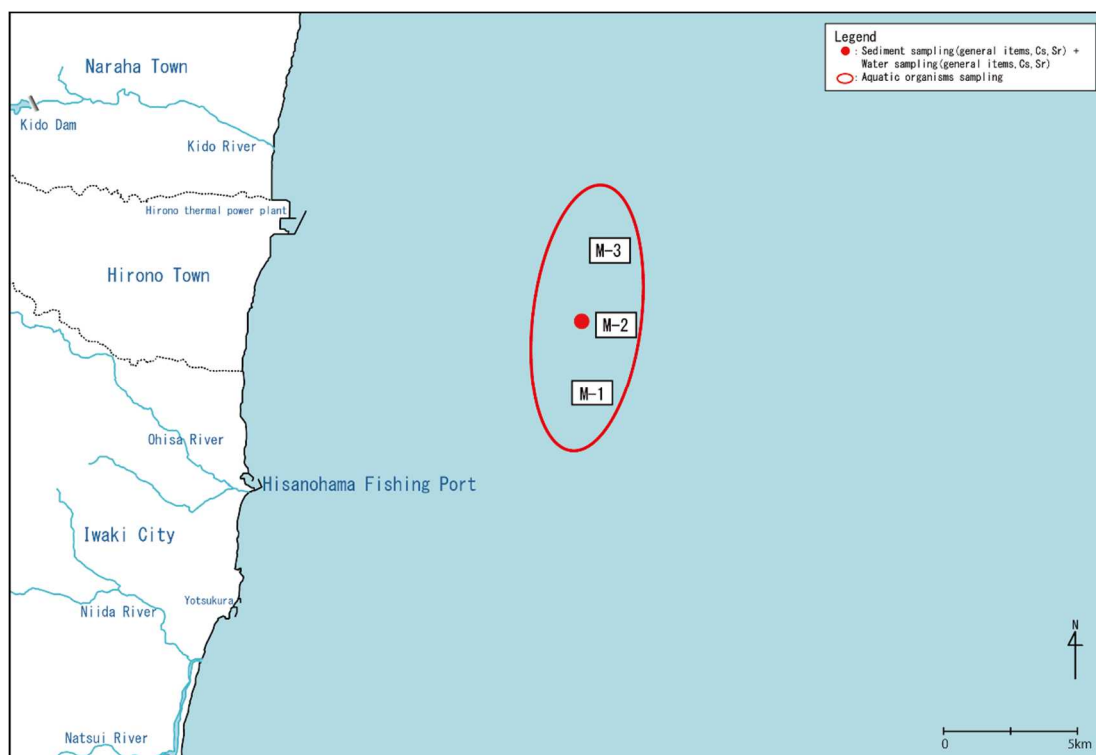 Legend
● : Sediment sampling(general items,Cs,Sr) +
Water sampling(general items,Cs,Sr)
: Aquatic organisms sampling
Naraha Town
Kido Dam
Kido River
Hirono thermal power plant
M-3
Hirono Town
M-2
M-1
Ohisa River
Hisanohama Fishing Port
Iwaki City
Yotsukura
Niida River
N
Natsui River
0 5km